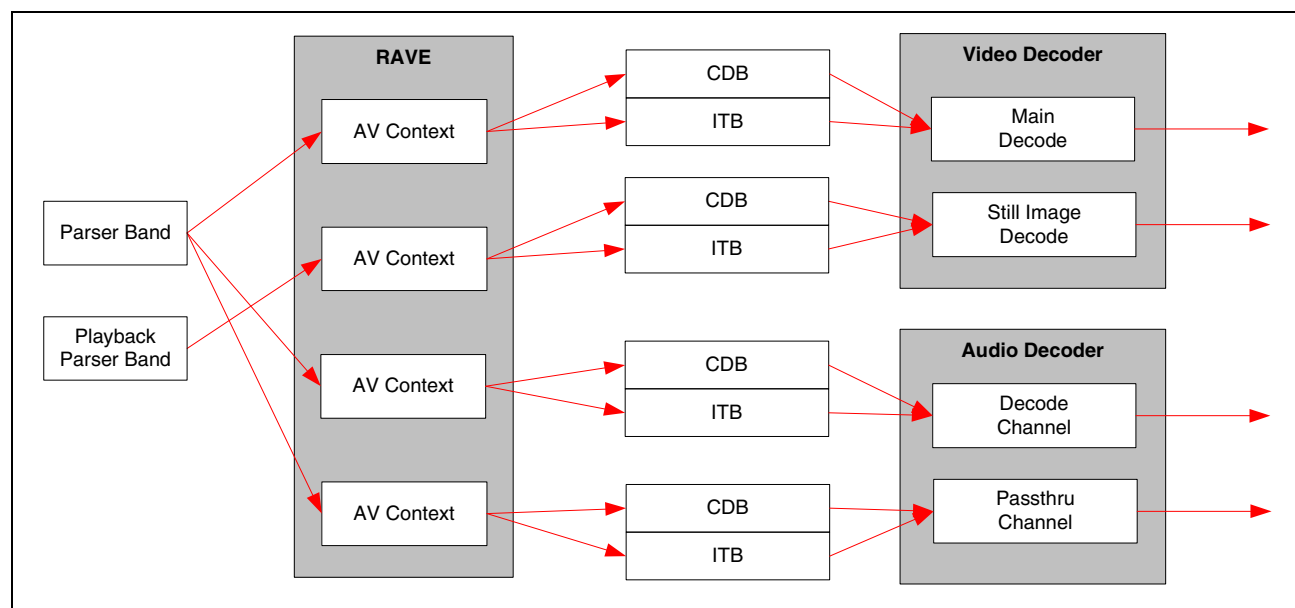 Parser Band
Playback
Parser Band
RAVE
AV Context
AV Context
AV Context
AV Context
CDB
ITB
CDB
ITB
CDB
ITB
CDB
ITB
Video Decoder
Main
Decode
Still Image
Decode
Audio Decoder
Decode
Channel
Passthru
Channel